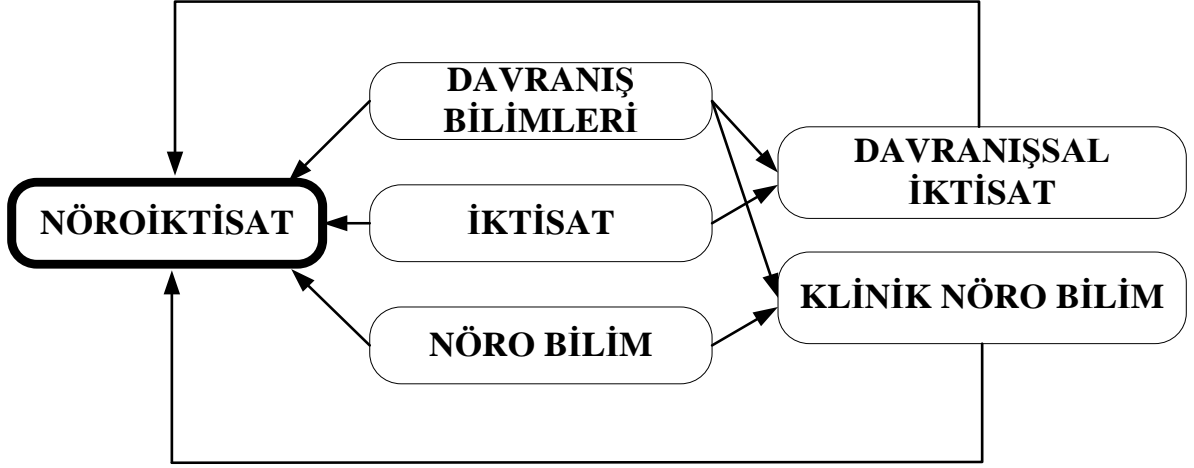 DAVRANIŞ
BİLİMLERİ
DAVRANIŞSAL
İKTİSAT
NÖROİKTİSAT
İKTİSAT
KLİNİK NÖRO BİLİM
NÖRO BİLİM